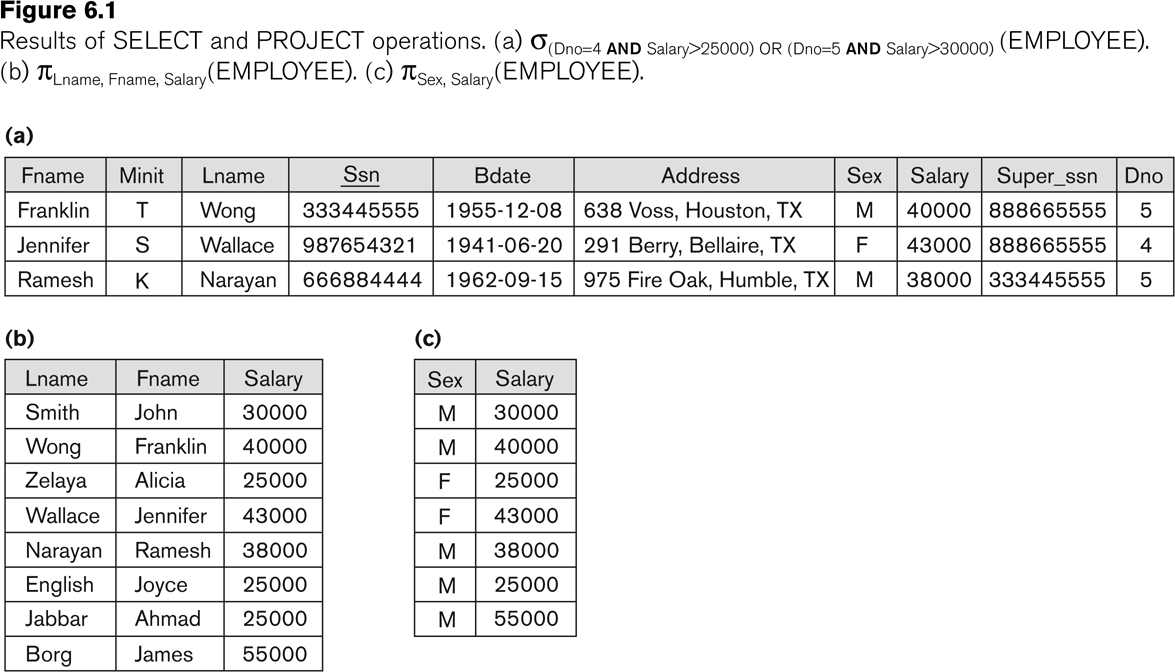 Figure 6.1
Results of SELECT and PROJECT operations. (a) σ(Dno=4 AND Salary>25000) OR (Dno=5 AND Salary>30000) (EMPLOYEE).
(b) πLname, Fname, Salary(EMPLOYEE). (c) πSex, Salary(EMPLOYEE).
(a)
Fname Minit Lname Ssn Bdate Address Sex Salary Super_ssn Dno
Franklin T Wong 333445555 1955-12-08 638 Voss, Houston, TX M 40000 888665555 5
Jennifer S Wallace 987654321 1941-06-20 291 Berry, Bellaire, TX F 43000 888665555 4
Ramesh K Narayan 666884444 1962-09-15 975 Fire Oak, Humble, TX M 38000 333445555 5
(b)
Lname Fname Salary
Smith John 30000
Wong Franklin 40000
Zelaya Alicia 25000
Wallace Jennifer 43000
Narayan Ramesh 38000
English Joyce 25000
Jabbar Ahmad 25000
Borg James 55000
(c)
Sex Salary
M 30000
M 40000
F 25000
F 43000
M 38000
M 25000
M 55000